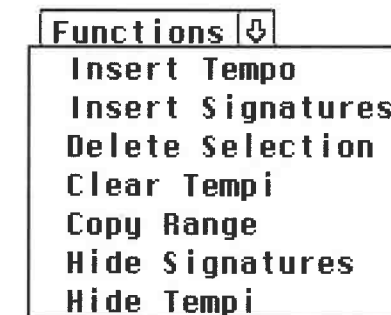 Functions
Insert Tempo
Insert Signatures
Delete Selection
Clear Tempi
Copy Range
Hide Signatures
Hide Tempi